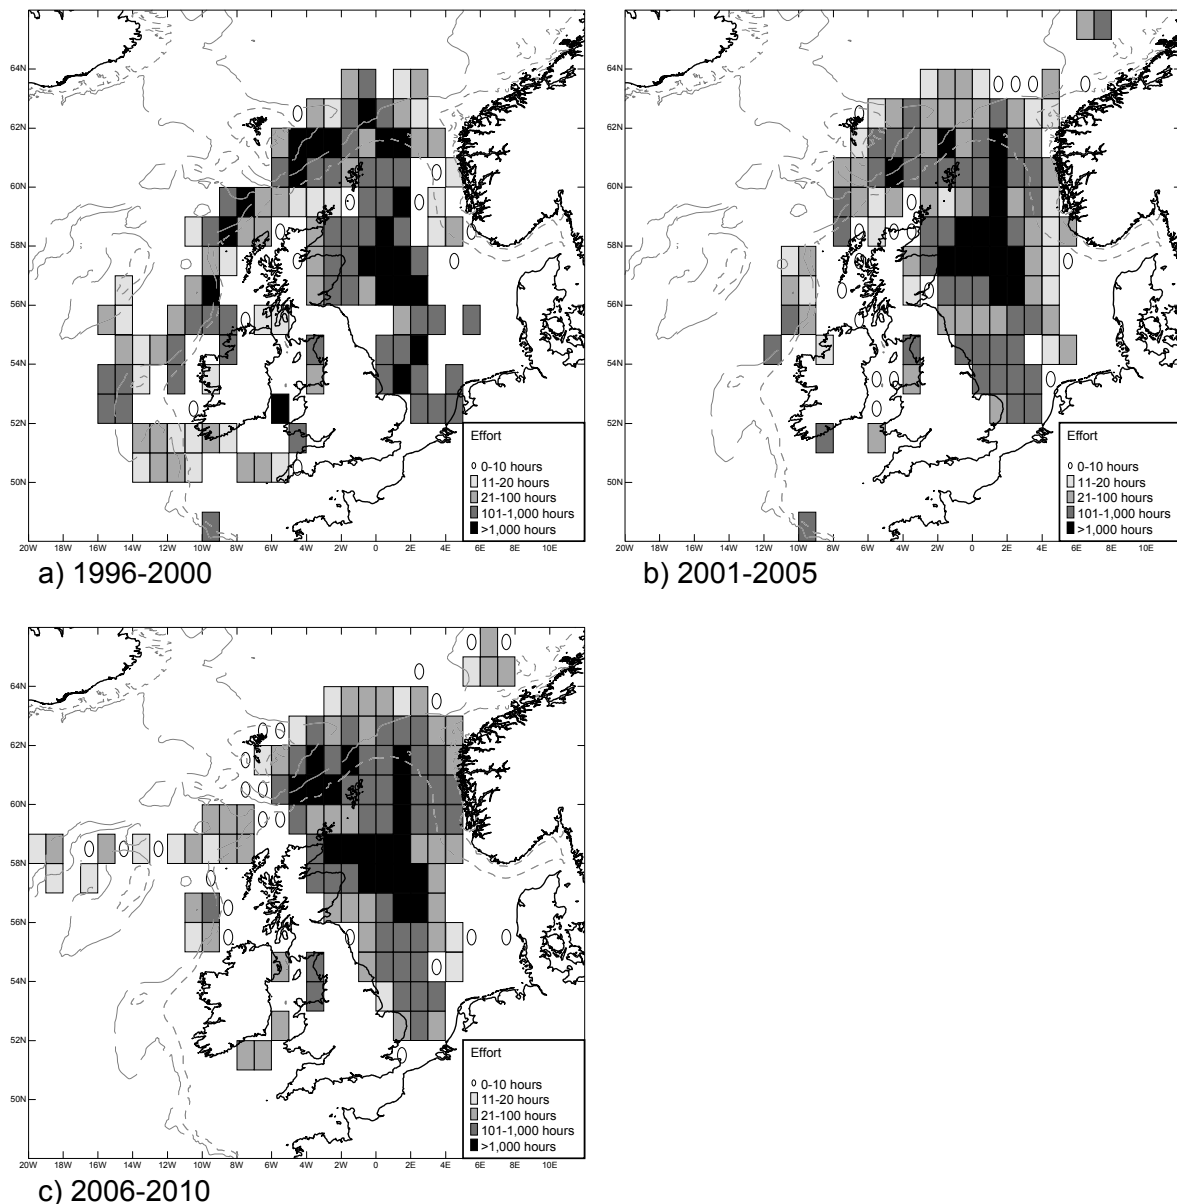 64N
62N
60N
58N
56N
54N
52N
50N
Effort
0-10 hours
11-20 hours
21-100 hours
101-1,000 hours
>1,000 hours
20W 18W 16W 14W 12W 10W 8W 6W 4W 2W 0 2E 4E 6E 8E 10E
a) 1996-2000
64N
62N
60N
58N
56N
54N
52N
50N
Effort
0-10 hours
11-20 hours
21-100 hours
101-1,000 hours
>1,000 hours
20W 18W 16W 14W 12W 10W 8W 6W 4W 2W 0 2E 4E 6E 8E 10E
b) 2001-2005
64N
62N
60N
58N
56N
54N
52N
50N
Effort
0-10 hours
11-20 hours
21-100 hours
101-1,000 hours
>1,000 hours
20W 18W 16W 14W 12W 10W 8W 6W 4W 2W 0 2E 4E 6E 8E 10E
c) 2006-2010